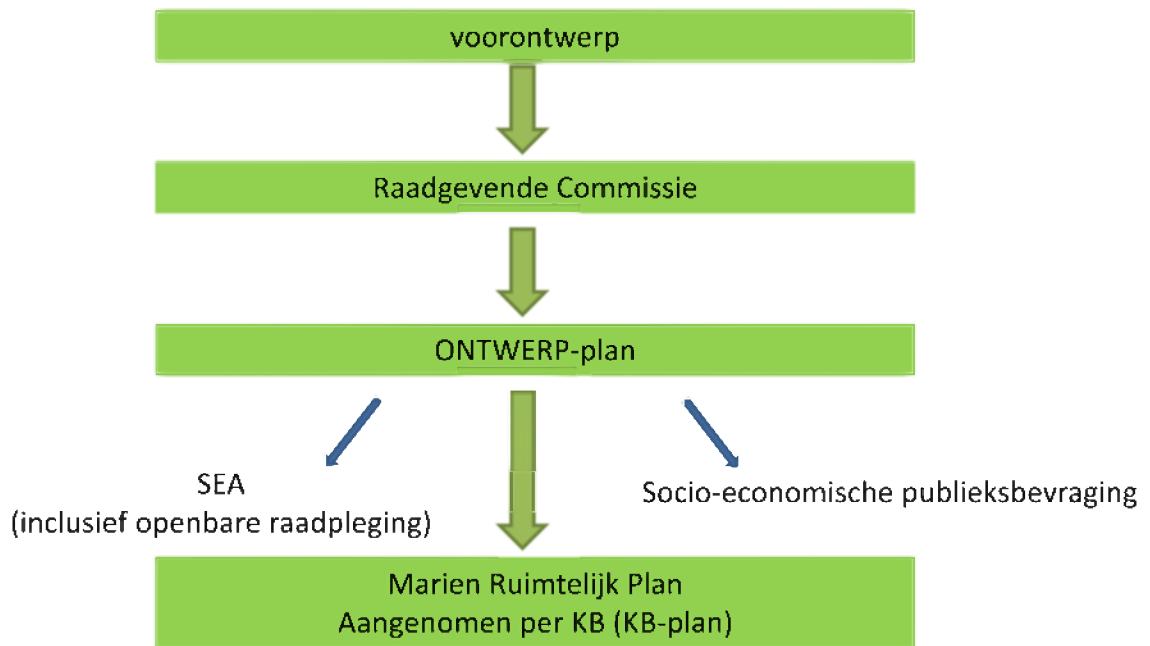 voorontwerp
Raadgevende Commissie
ONTWERP-plan
SEA
(inclusief openbare raadpleging)
Socio-economische publieksbevraging
Marien Ruimtelijk Plan
Aangenomen per KB (KB-plan)